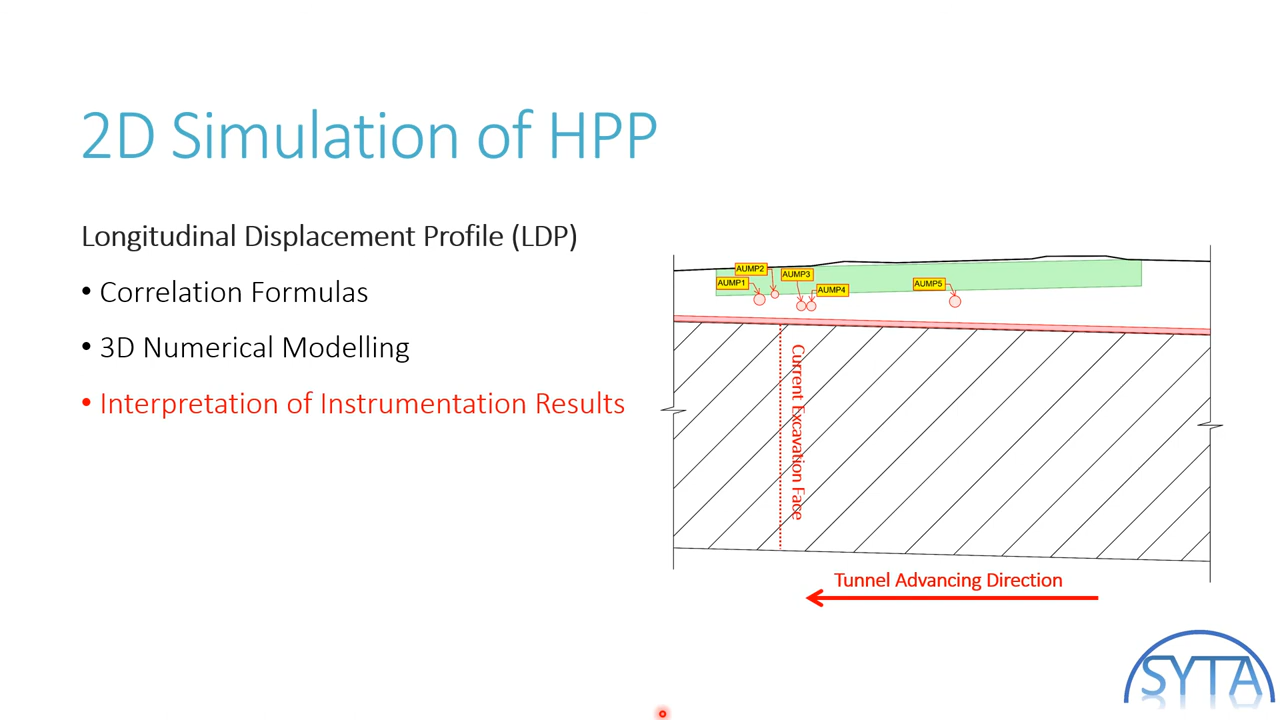 2D Simulation of HPP
Longitudinal Displacement Profile (LDP)
• Correlation Formulas
• 3D Numerical Modelling
• Interpretation of Instrumentation Results
AUMP2
AUMP1
AUMP3
AUMP4
AUMP5
Current Excavation Face
Tunnel Advancing Direction
SYTA